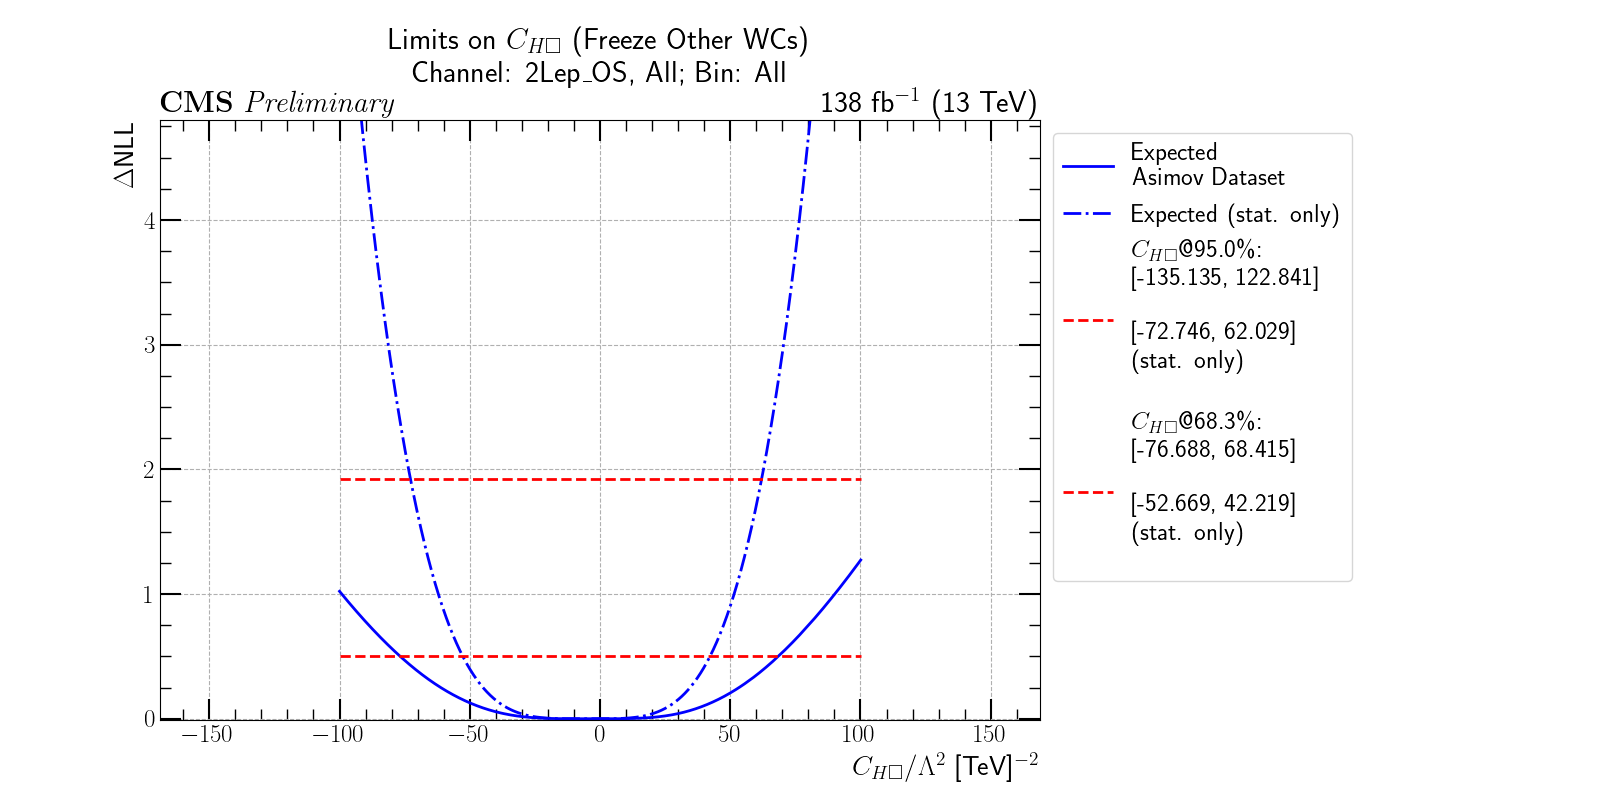 Limits on C_{H□} (Freeze Other WCs)
Channel: 2Lep_OS, All; Bin: All
CMS Preliminary
138 fb⁻¹ (13 TeV)
ΔNLL
4
3
2
1
0
−150 −100 −50 0 50 100 150
C_{H□}/Λ² [TeV]⁻²
Expected
Asimov Dataset
Expected (stat. only)
C_{H□}@95.0%:
[-135.135, 122.841]
[-72.746, 62.029]
(stat. only)
C_{H□}@68.3%:
[-76.688, 68.415]
[-52.669, 42.219]
(stat. only)